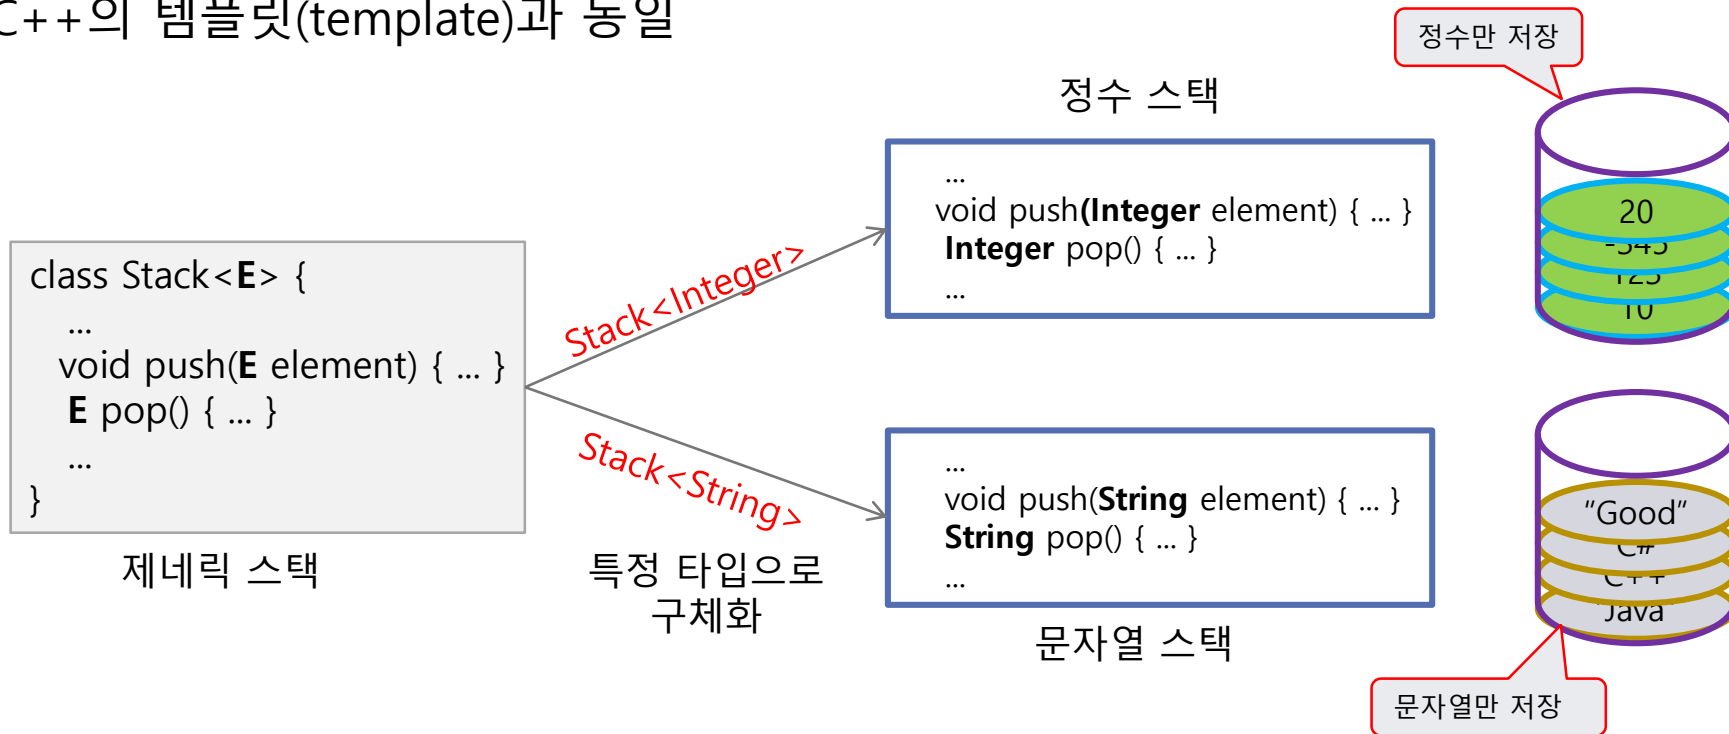 C++의 템플릿(template)과 동일
정수만 저장
정수 스택
...
void push(Integer element) { ... }
Integer pop() { ... }
...
20
-345
123
10
class Stack<E> {
...
void push(E element) { ... }
E pop() { ... }
...
}
제네릭 스택
Stack<Integer>
Stack<String>
특정 타입으로
구체화
...
void push(String element) { ... }
String pop() { ... }
...
문자열 스택
"Good"
C#
C++
Java
문자열만 저장